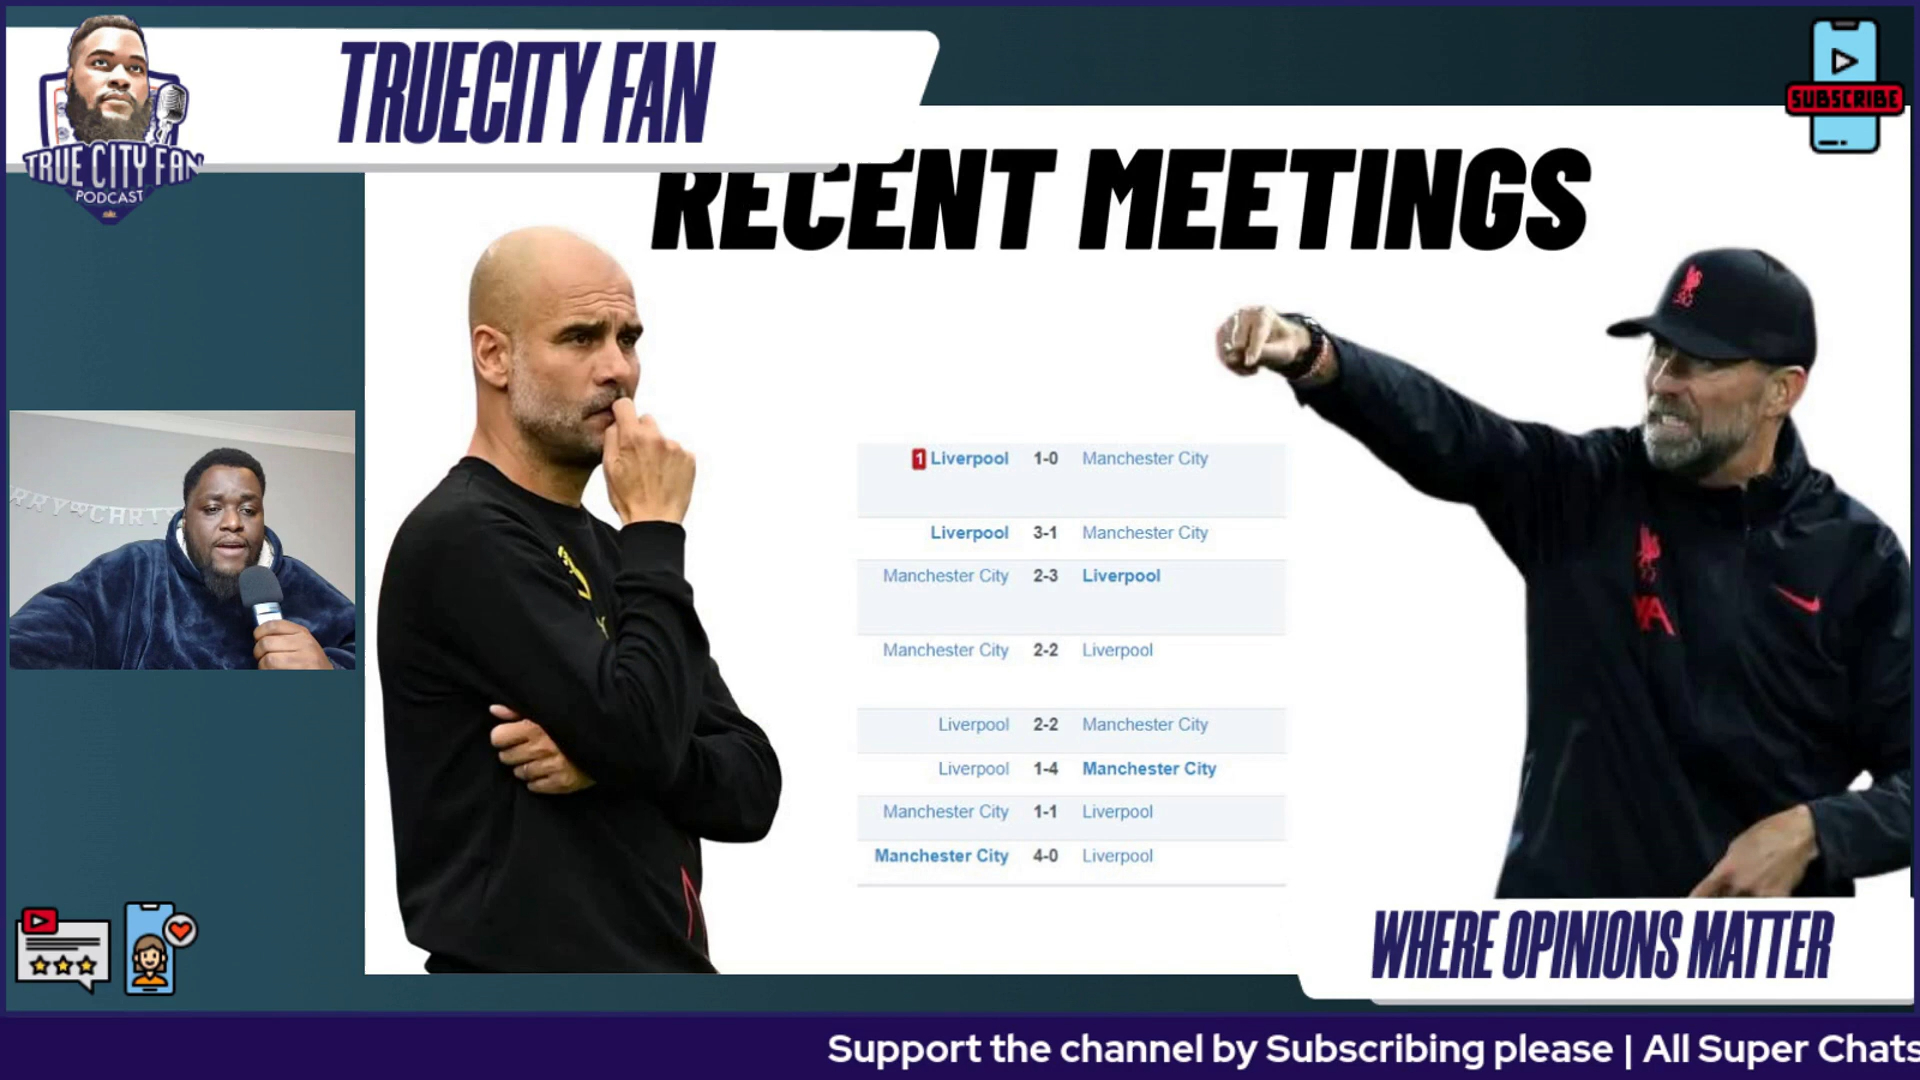 TRUECITY FAN
TRUE CITY FAN
PODCAST
SUBSCRIBE
RECENT MEETINGS
1 Liverpool 1-0 Manchester City
Liverpool 3-1 Manchester City
Manchester City 2-3 Liverpool
Manchester City 2-2 Liverpool
Liverpool 2-2 Manchester City
Liverpool 1-4 Manchester City
Manchester City 1-1 Liverpool
Manchester City 4-0 Liverpool
WHERE OPINIONS MATTER
Support the channel by Subscribing please | All Super Chats